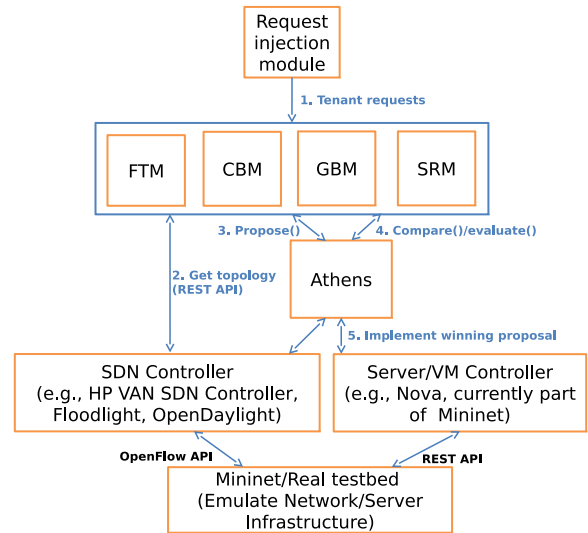 Request
injection
module
1. Tenant requests
FTM
CBM
GBM
SRM
3. Propose()
4. Compare()/evaluate()
2. Get topology
(REST API)
Athens
5. Implement winning proposal
SDN Controller
(e.g., HP VAN SDN Controller,
Floodlight, OpenDaylight)
Server/VM Controller
(e.g., Nova, currently part
of Mininet)
OpenFlow API
REST API
Mininet/Real testbed
(Emulate Network/Server
Infrastructure)